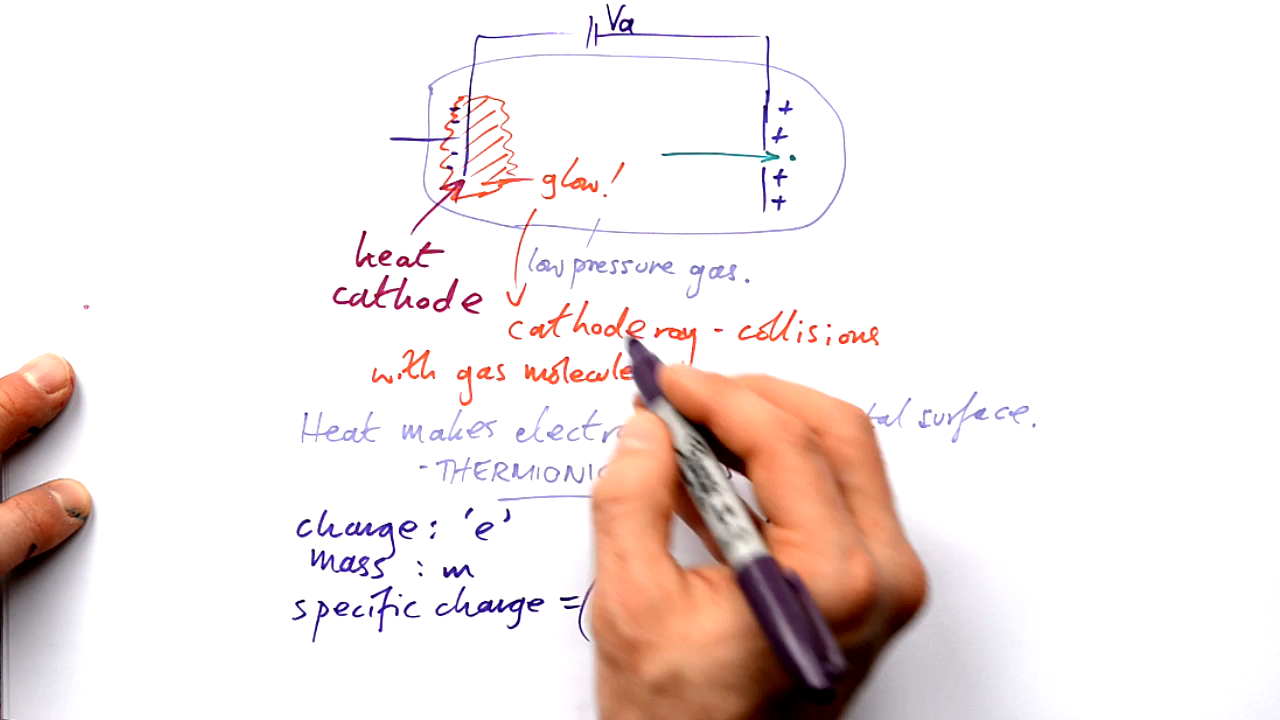 Va
+
+
+
+
glow!
heat
cathode
low pressure gas.
cathode ray - collisions
with gas molecule
Heat makes electr surface.
- THERMIONIC
charge: 'e'
mass : m
specific charge = (